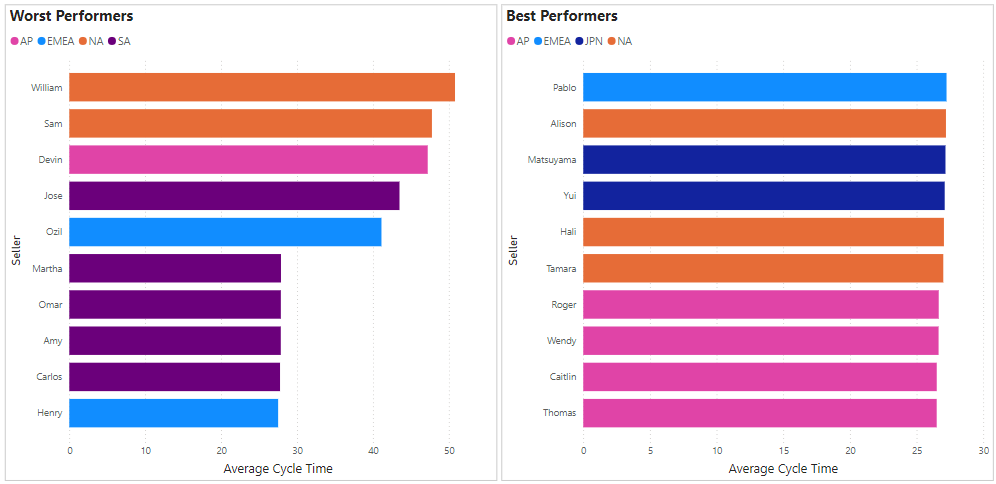 Worst Performers
AP EMEA NA SA
Seller
William
Sam
Devin
Jose
Ozil
Martha
Omar
Amy
Carlos
Henry
0 10 20 30 40 50
Average Cycle Time
Best Performers
AP EMEA JPN NA
Seller
Pablo
Alison
Matsuyama
Yui
Hali
Tamara
Roger
Wendy
Caitlin
Thomas
0 5 10 15 20 25 30
Average Cycle Time